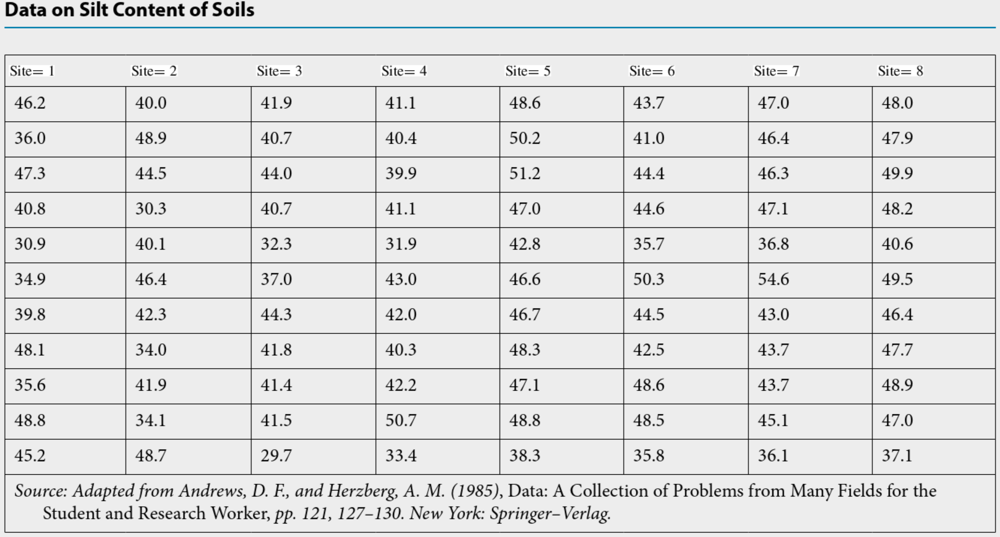 Data on Silt Content of Soils
Site= 1 Site= 2 Site= 3 Site= 4 Site= 5 Site= 6 Site= 7 Site= 8
46.2 40.0 41.9 41.1 48.6 43.7 47.0 48.0
36.0 48.9 40.7 40.4 50.2 41.0 46.4 47.9
47.3 44.5 44.0 39.9 51.2 44.4 46.3 49.9
40.8 30.3 40.7 41.1 47.0 44.6 47.1 48.2
30.9 40.1 32.3 31.9 42.8 35.7 36.8 40.6
34.9 46.4 37.0 43.0 46.6 50.3 54.6 49.5
39.8 42.3 44.3 42.0 46.7 44.5 43.0 46.4
48.1 34.0 41.8 40.3 48.3 42.5 43.7 47.7
35.6 41.9 41.4 42.2 47.1 48.6 43.7 48.9
48.8 34.1 41.5 50.7 48.8 48.5 45.1 47.0
45.2 48.7 29.7 33.4 38.3 35.8 36.1 37.1
Source: Adapted from Andrews, D. F., and Herzberg, A. M. (1985), Data: A Collection of Problems from Many Fields for the
Student and Research Worker, pp. 121, 127–130. New York: Springer–Verlag.